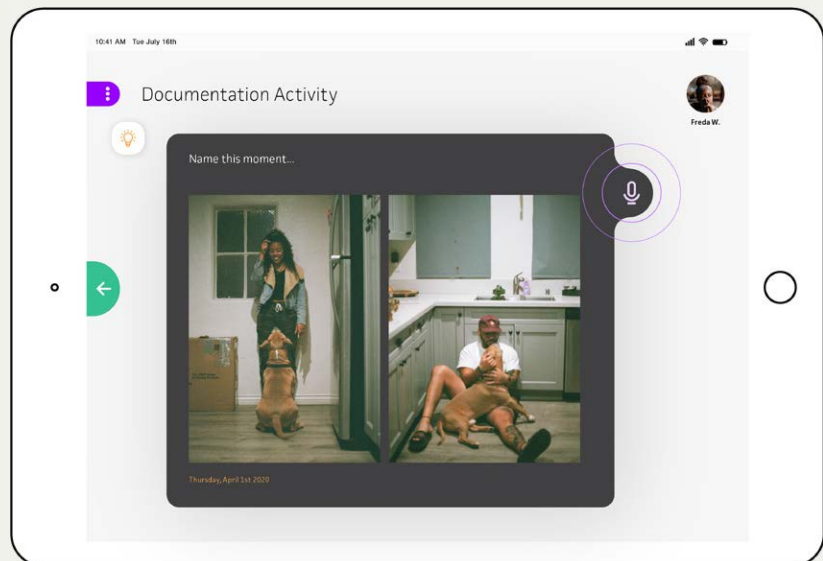 10:41 AM Tue July 16th
Documentation Activity
Freda W.
Name this moment...
Thursday, April 1st 2020